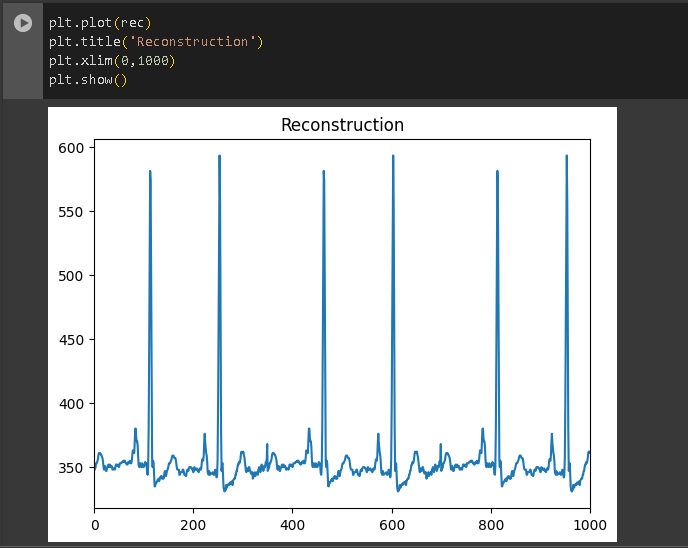 plt.plot(rec)
plt.title('Reconstruction')
plt.xlim(0,1000)
plt.show()
Reconstruction
600
550
500
450
400
350
0 200 400 600 800 1000